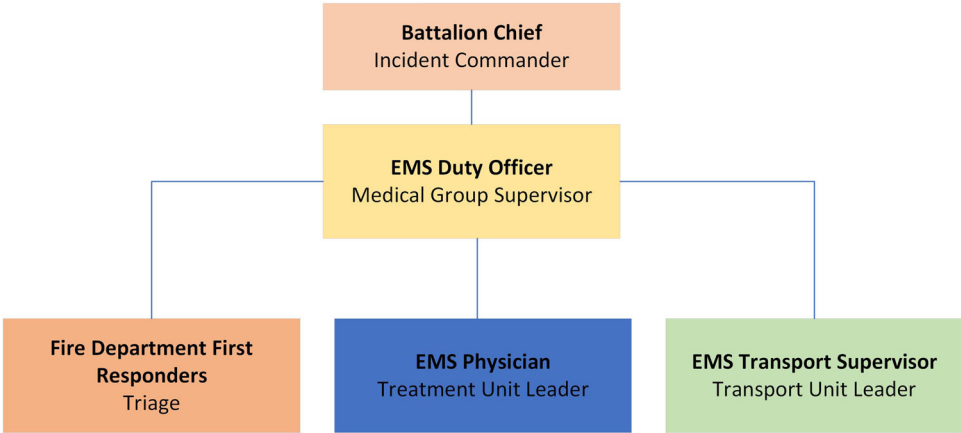 Battalion Chief
Incident Commander
EMS Duty Officer
Medical Group Supervisor
Fire Department First
Responders
Triage
EMS Physician
Treatment Unit Leader
EMS Transport Supervisor
Transport Unit Leader